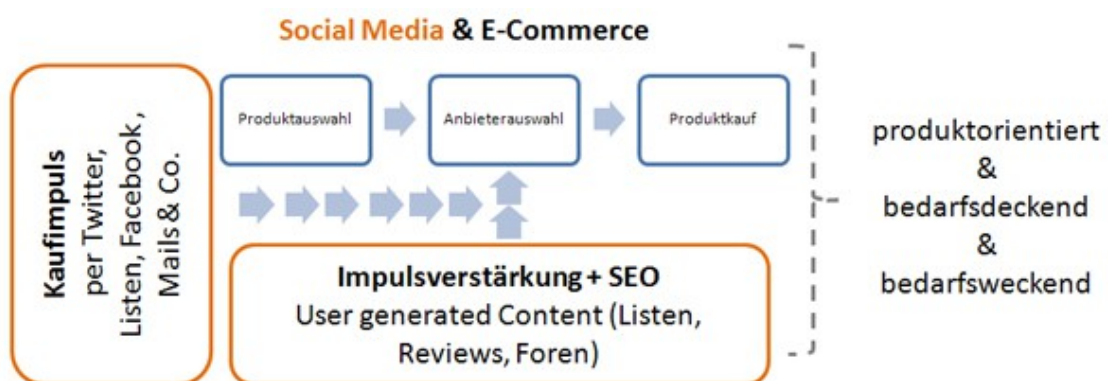 Social Media & E-Commerce
Kaufimpuls
per Twitter,
Listen, Facebook ,
Mails & Co.
Produktauswahl
Anbieterauswahl
Produktkauf
Impulsverstärkung + SEO
User generated Content (Listen,
Reviews, Foren)
produktorientiert
&
bedarfsdeckend
&
bedarfsweckend